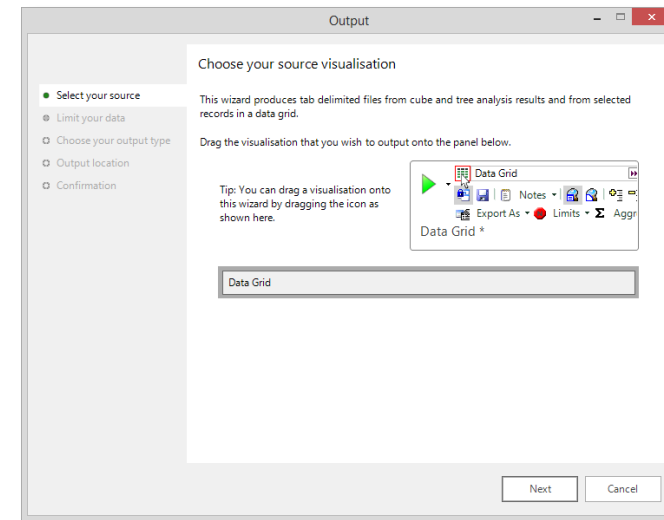 Output
Choose your source visualisation
Select your source
Limit your data
Choose your output type
Output location
Confirmation
This wizard produces tab delimited files from cube and tree analysis results and from selected
records in a data grid.
Drag the visualisation that you wish to output onto the panel below.
Tip: You can drag a visualisation onto
this wizard by dragging the icon as
shown here.
Data Grid
Notes
Export As
Limits
Σ Aggr
Data Grid *
Data Grid
Next
Cancel